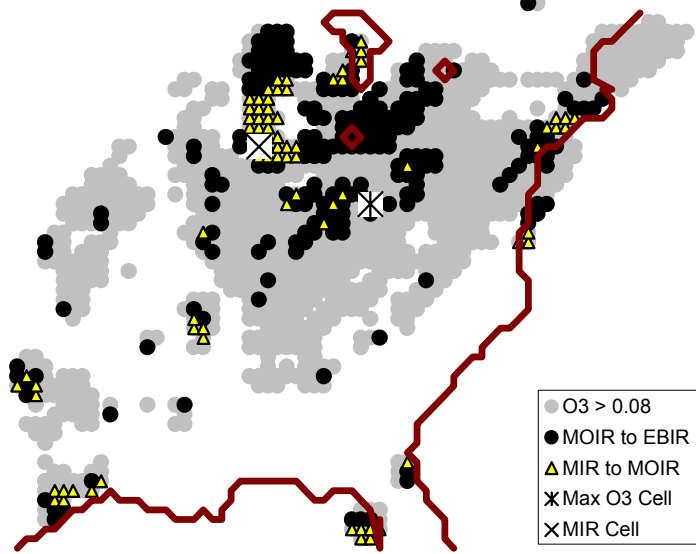 O3 > 0.08
MOIR to EBIR
MIR to MOIR
Max O3 Cell
MIR Cell